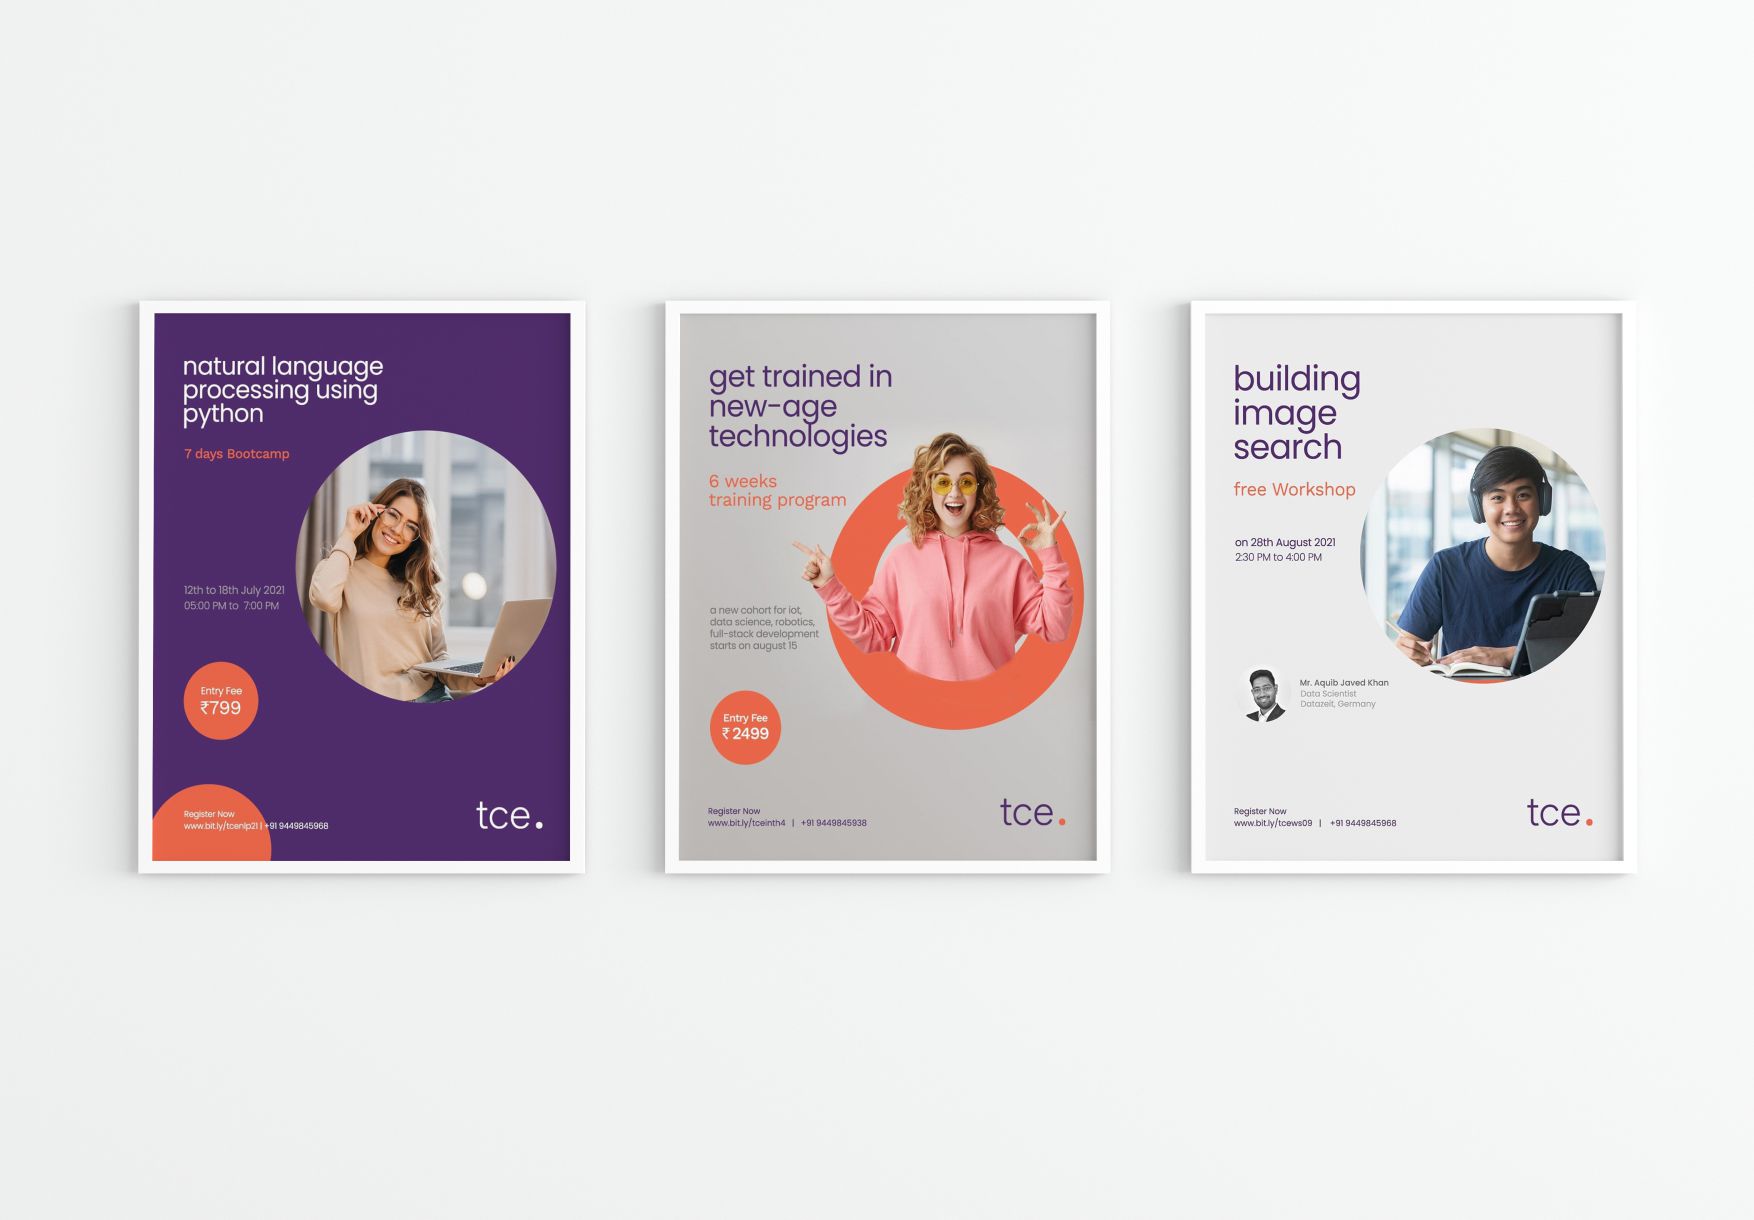 natural language
processing using
python
7 days Bootcamp
12th to 18th July 2021
05:00 PM to 7:00 PM
Entry Fee
₹799
Register Now
www.bit.ly/tcenlp21 | +91 9449845968
tce.
get trained in
new-age
technologies
6 weeks
training program
a new cohort for iot,
data science, robotics,
full-stack development
starts on august 15
Entry Fee
₹ 2499
Register Now
www.bit.ly/tceinth4 | +91 9449845938
tce.
building
image
search
free Workshop
on 28th August 2021
2:30 PM to 4:00 PM
Mr. Aquib Javed Khan
Data Scientist
Datazeit, Germany
Register Now
www.bit.ly/tcews09 | +91 9449845968
tce.